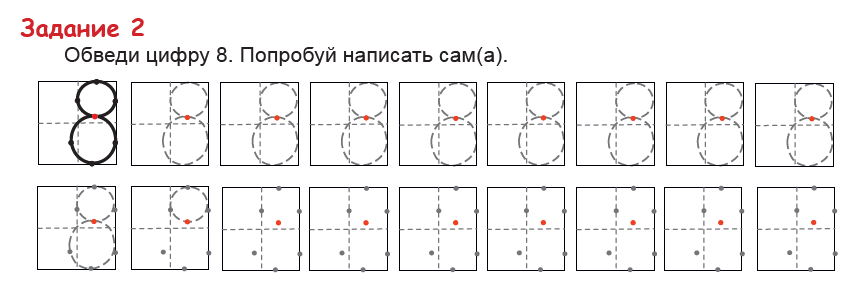 Задание 2
Обведи цифру 8. Попробуй написать сам(а).